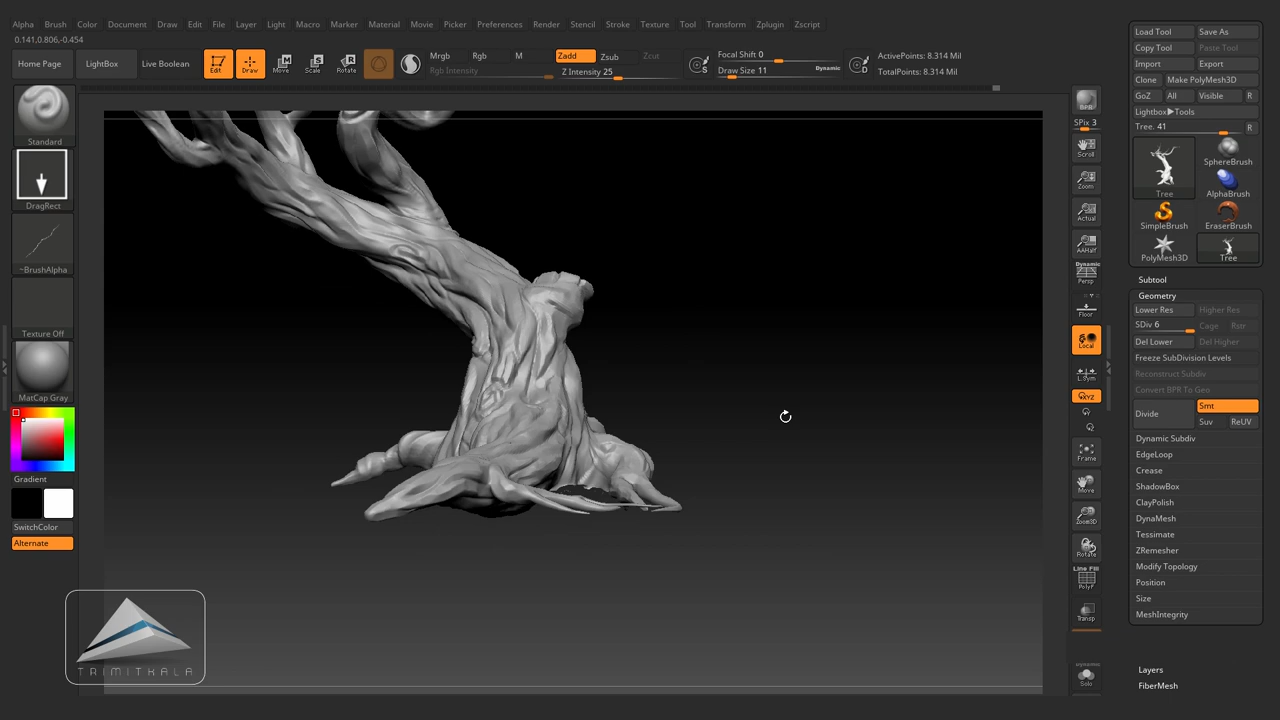 Alpha Brush Color Document Draw Edit File Layer Light Macro Marker Material Movie Picker Preferences Render Stencil Stroke Texture Tool Transform Zplugin Zscript
0.141,0.806,-0.454
Home Page
LightBox
Live Boolean
Edit
Draw
Move
Scale
Rotate
Mrgb Rgb M
Rgb Intensity
Zadd Zsub Zcut
Z Intensity 25
S
Focal Shift 0
Draw Size 11
Dynamic
D
ActivePoints: 8.314 Mil
TotalPoints: 8.314 Mil
Standard
DragRect
~BrushAlpha
Texture Off
MatCap Gray
Gradient
SwitchColor
Alternate
TRIMITKALA
BPR
SPix 3
Scroll
Zoom
Actual
AAHalf
Dynamic
Persp
Floor
Local
L.Sym
XYZ
Frame
Move
Zoom3D
Rotate
Line Fill
PolyF
Transp
Dynamic
Solo
Load Tool Save As
Copy Tool Paste Tool
Import Export
Clone Make PolyMesh3D
GoZ All Visible R
Lightbox▶Tools
Tree. 41 R
Tree
SphereBrush
AlphaBrush
SimpleBrush EraserBrush
PolyMesh3D Tree
Subtool
Geometry
Lower Res Higher Res
SDiv 6 Cage Rstr
Del Lower Del Higher
Freeze SubDivision Levels
Reconstruct Subdiv
Convert BPR To Geo
Divide
Smt
Suv ReUV
Dynamic Subdiv
EdgeLoop
Crease
ShadowBox
ClayPolish
DynaMesh
Tessimate
ZRemesher
Modify Topology
Position
Size
MeshIntegrity
Layers
FiberMesh